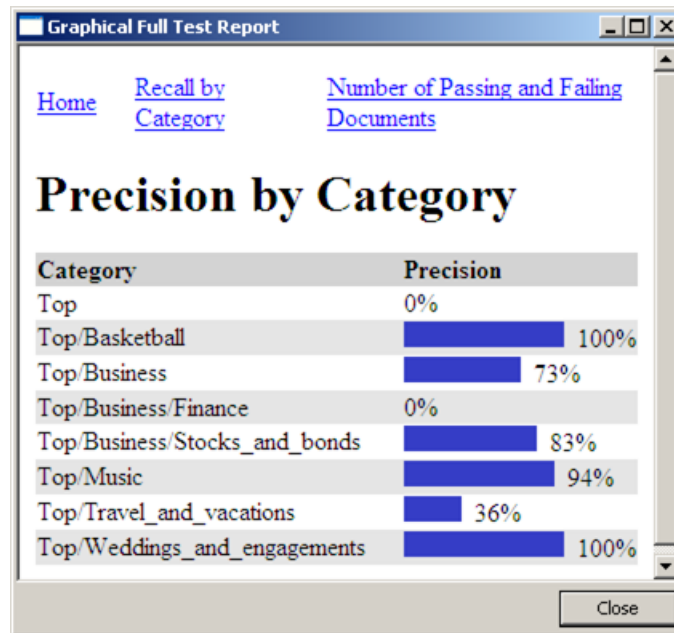 Graphical Full Test Report
Home
Recall by
Category
Number of Passing and Failing
Documents
Precision by Category
Category Precision
Top 0%
Top/Basketball 100%
Top/Business 73%
Top/Business/Finance 0%
Top/Business/Stocks_and_bonds 83%
Top/Music 94%
Top/Travel_and_vacations 36%
Top/Weddings_and_engagements 100%
Close